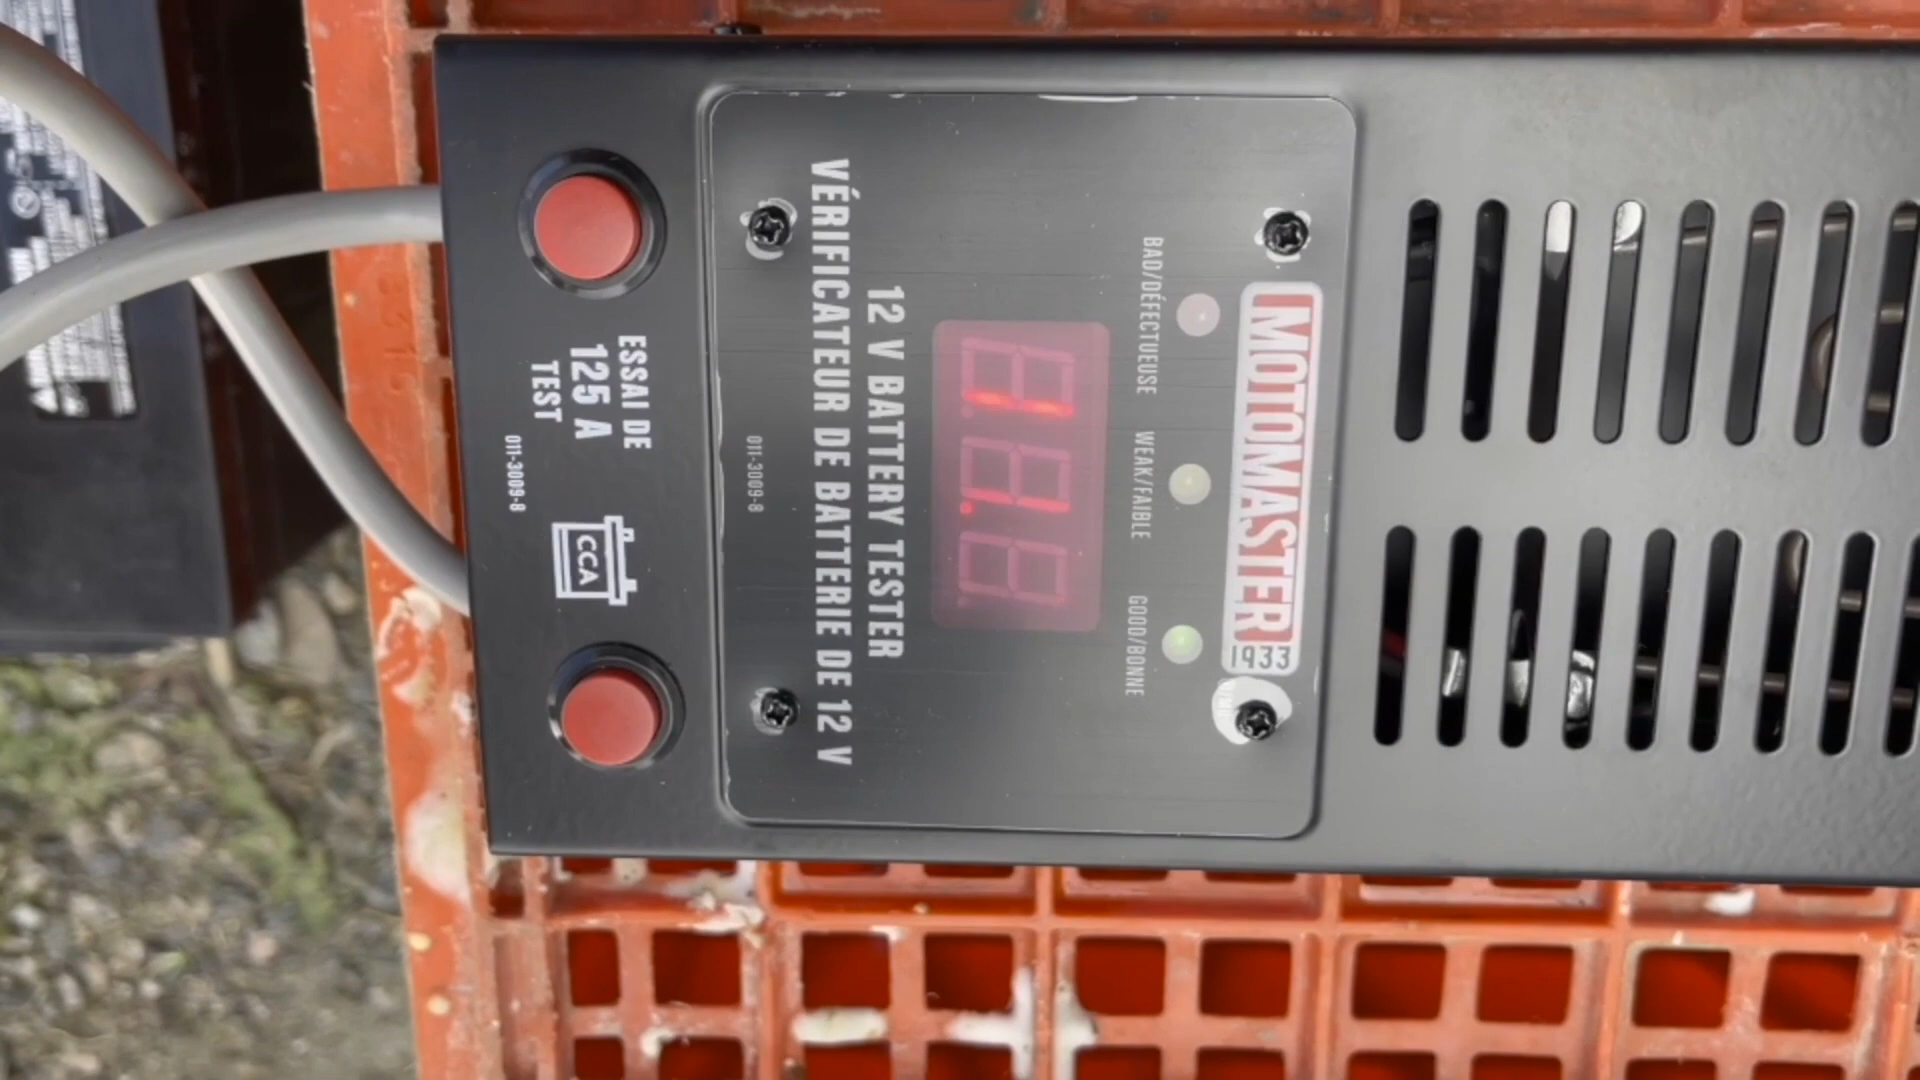 MOTOMASTER
1933
BAD/DÉFECTUEUSE WEAK/FAIBLE GOOD/BONNE
12 V BATTERY TESTER
VÉRIFICATEUR DE BATTERIE DE 12 V
011-3009-8
ESSAI DE
125 A
TEST
CCA
011-3009-8